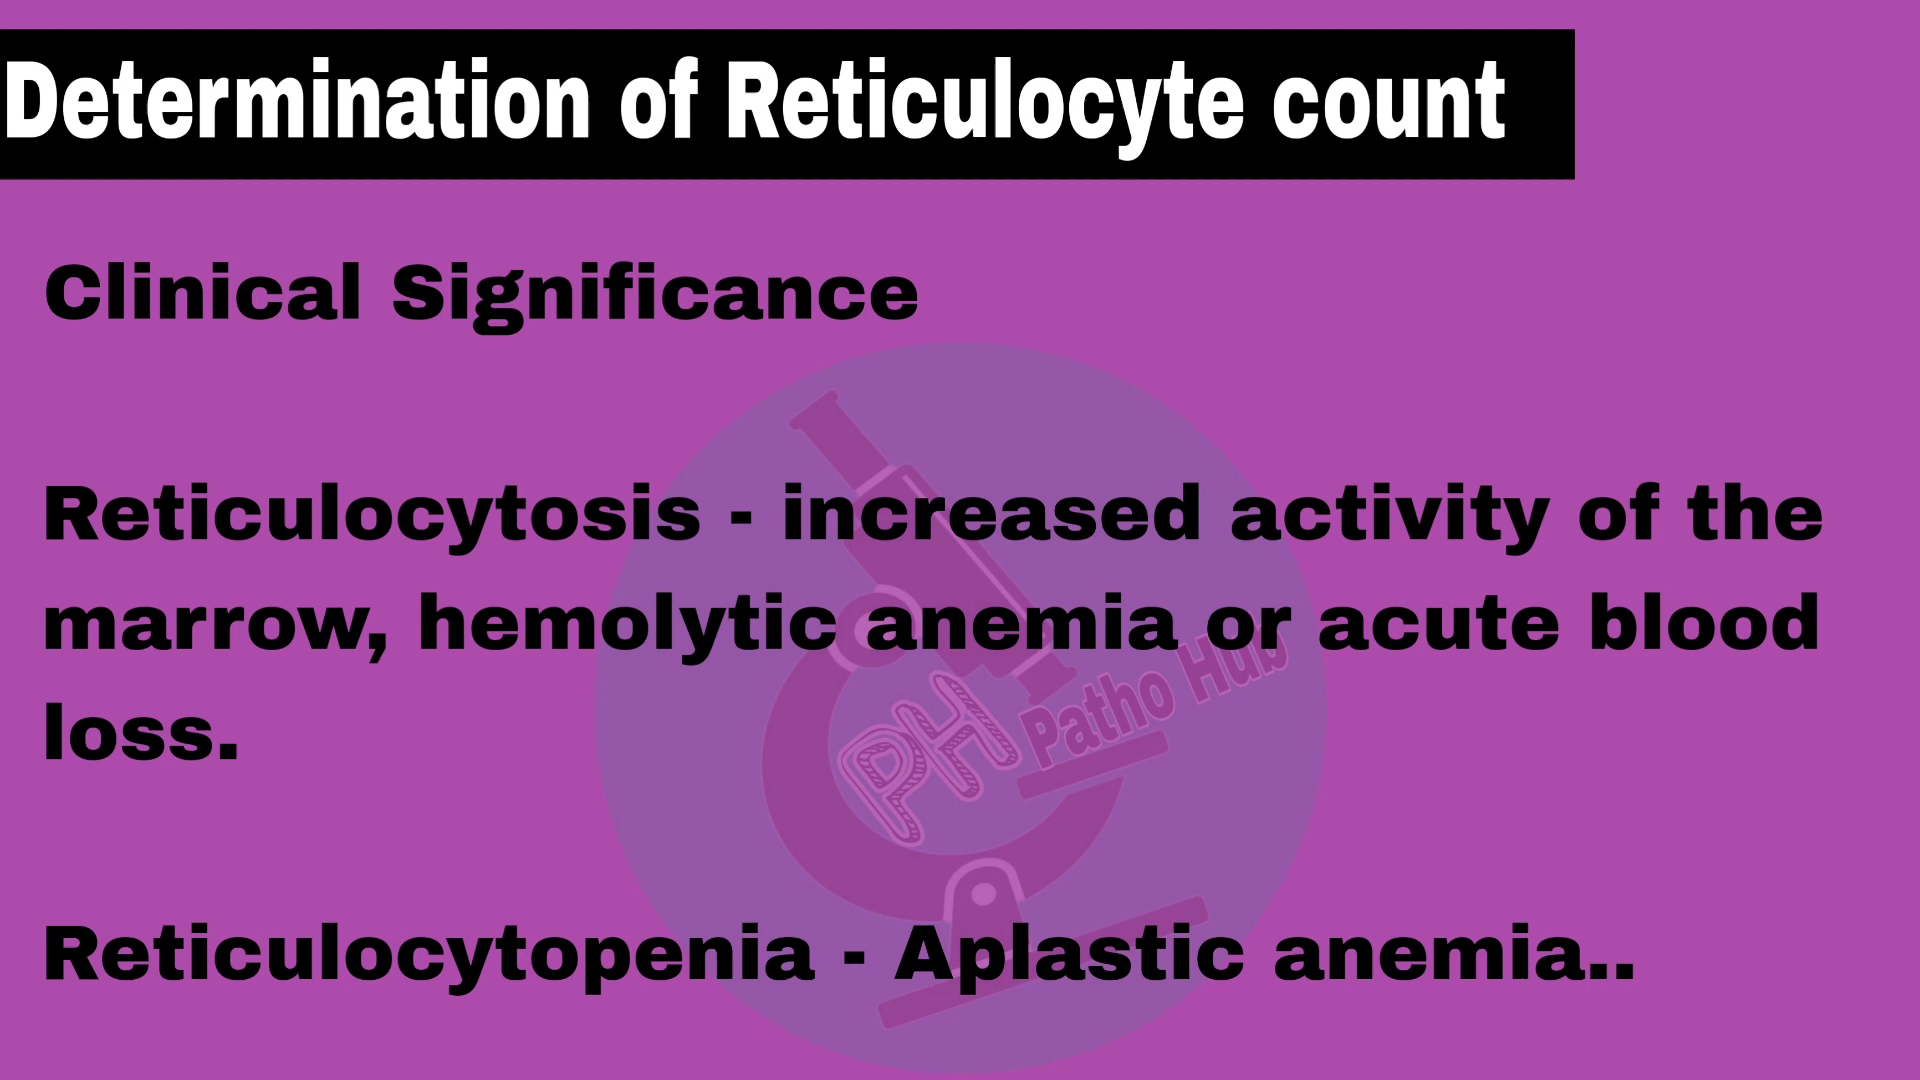 Determination of Reticulocyte count
Clinical Significance
Reticulocytosis - increased activity of the
marrow, hemolytic anemia or acute blood
loss.
PH Patho Hub
Reticulocytopenia - Aplastic anemia..